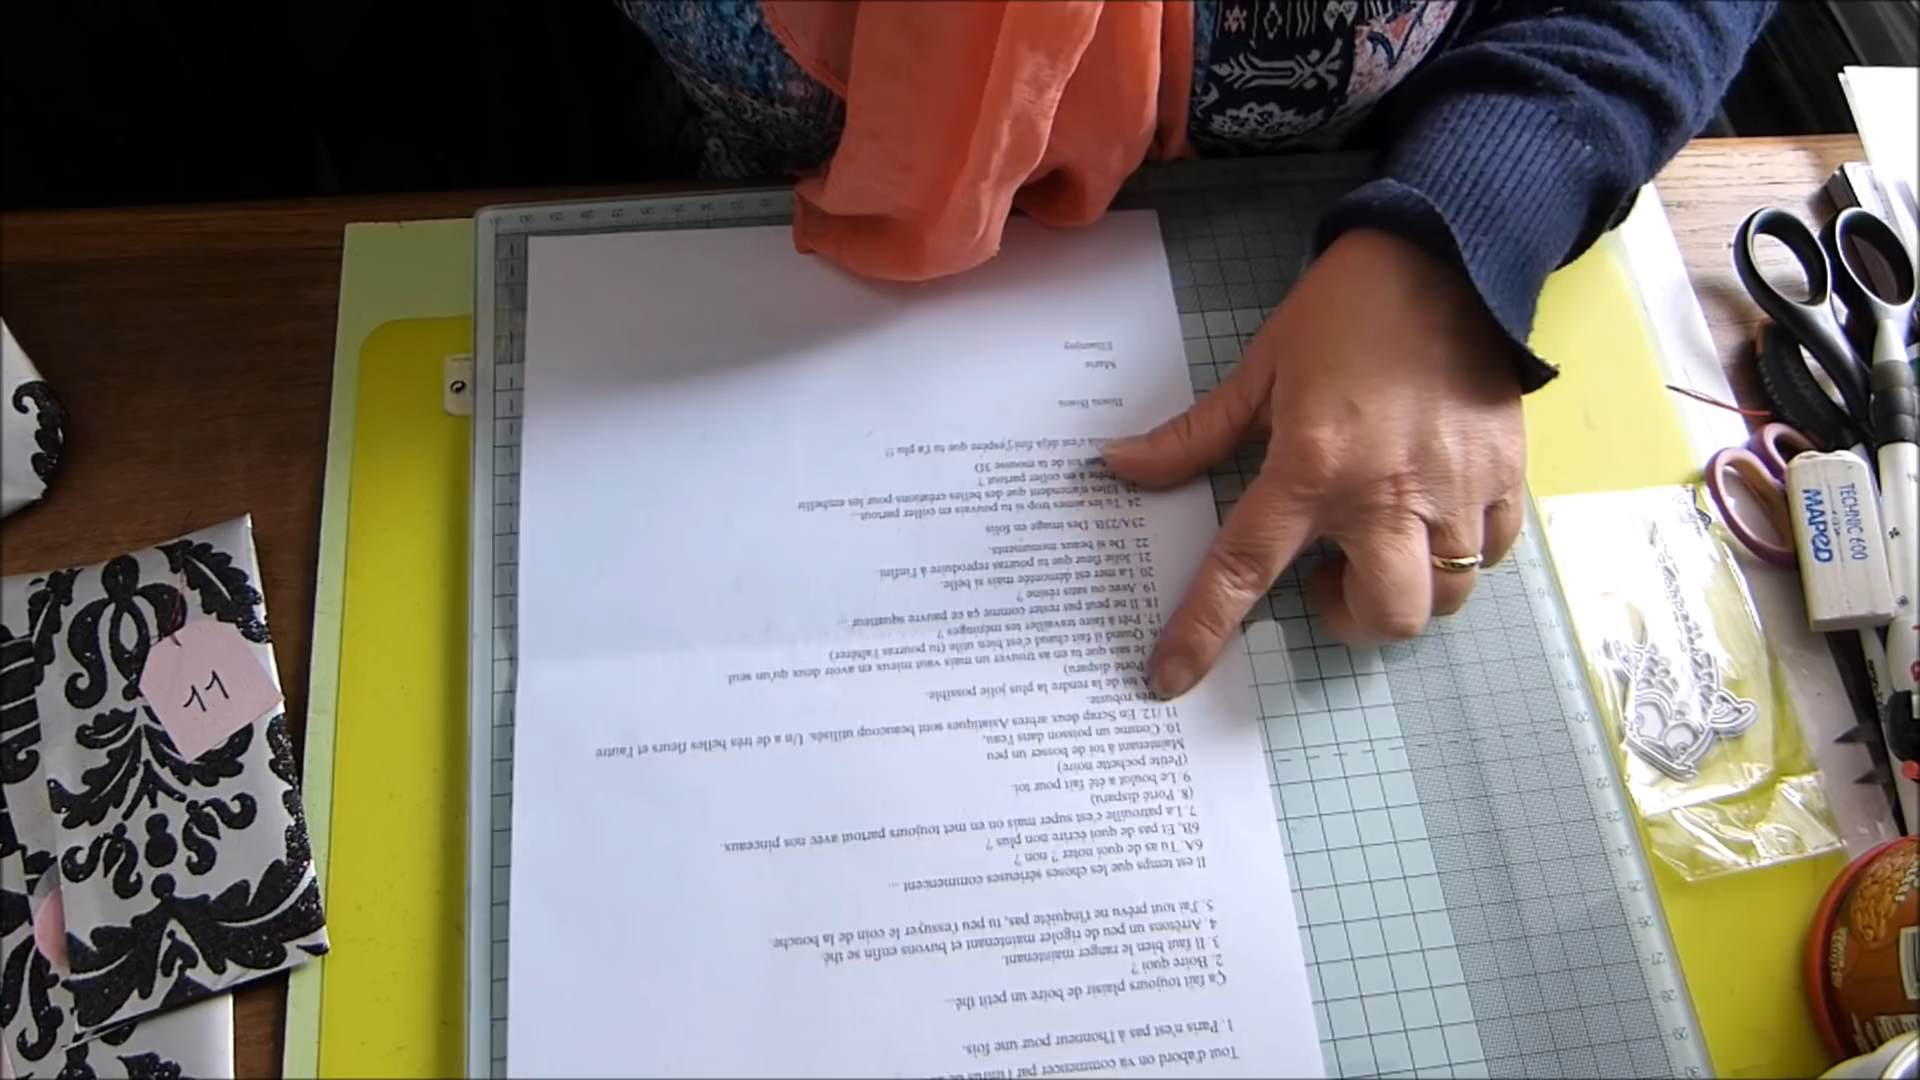 Tout d'abord on va commencer par
1. Paris n'est pas à l'honneur pour une fois.
Ça fait toujours plaisir de boire un petit thé..
2. Boire quoi ?
3. Il faut bien le ranger maintenant.
4. Arrêtons un peu de rigoler maintenant et buvons enfin se thé.
5. J'ai tout prévu ne t'inquiète pas, tu peu t'essuyer le coin de la bouche.
Il est temps que les choses sérieuses commencent ...
6A. Tu as de quoi noter ? non ?
6B. Et pas de quoi écrire non plus ?
7. La patrouille c'est super mais on en met toujours partout avec nos pinceaux.
(8. Porté disparu)
9. Le boulot a été fait pour toi.
(Petite pochette noire)
Maintenant à toi de bosser un peu
10. Comme un poisson dans l'eau,
11/12. En Scrap deux arbres Asiatiques sont beaucoup utilisés. Un a de très belles fleurs et l'autre
très robuste.
A toi de la rendre la plus jolie possible.
Porté disparu)
Je sais que tu en as trouver un mais vaut mieux en avoir deux qu'un seul.
16. Quand il fait chaud c'est bien utile (tu pourras l'altérer)
17. Prêt à faire travailler tes méninges ?
18. Il ne peut pas rester comme ça ce pauvre squatteur ...
19. Avec ou sans résine ?
20. La mer est démontée mais si belle.
21. Jolie fleur que tu pourras reproduire à l'infini.
22. De si beaux monuments.
23A/23B. Des image en folis
24. Tu les aimes trop si tu pouvais en coller partout...
Elles n'attendent que des belles créations pour les embellir
Prête à en coller partout ?
toi de ta mousse 3D
Voilà c'est déjà fini j'espère que tu t'a plu !!
Bisou Bisou
Marie
11
MAPED
TECHNIC 600